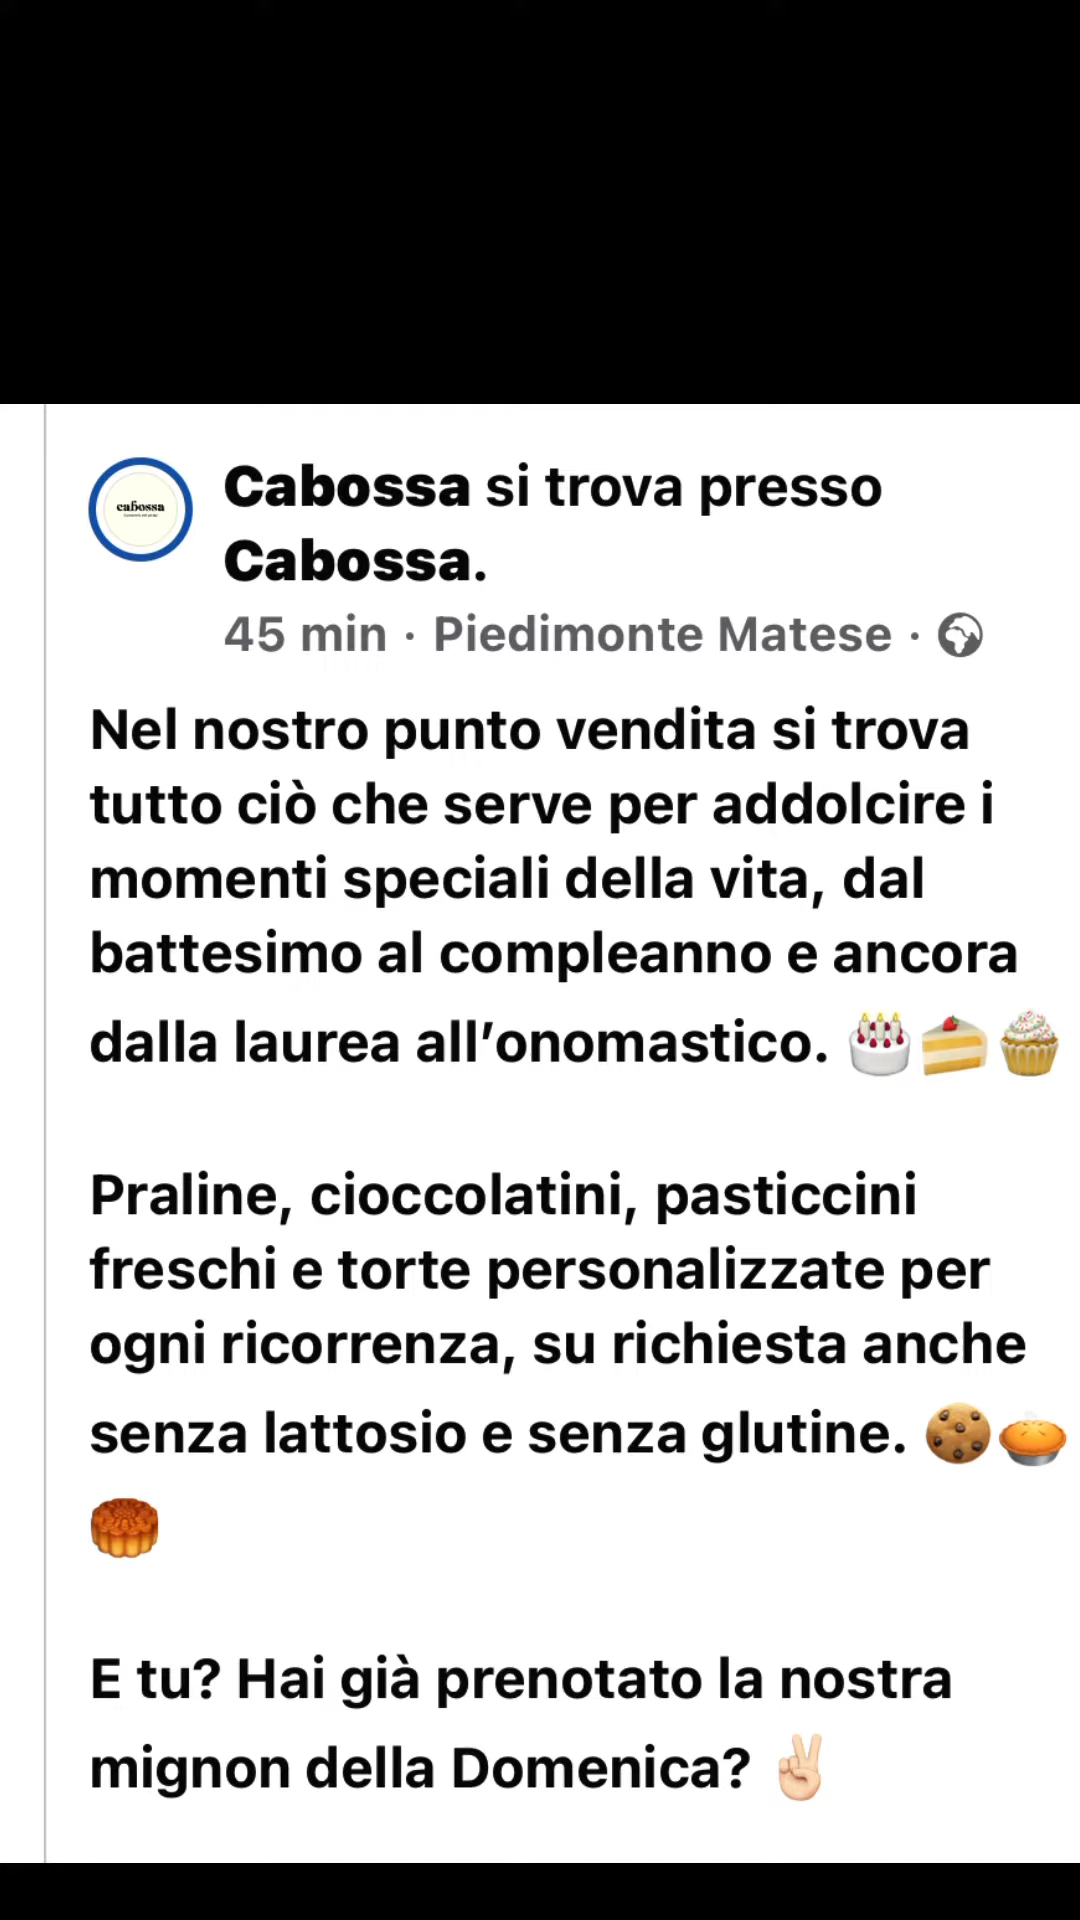 cabossa
Cabossa si trova presso
Cabossa.
45 min · Piedimonte Matese ·
Nel nostro punto vendita si trova
tutto ciò che serve per addolcire i
momenti speciali della vita, dal
battesimo al compleanno e ancora
dalla laurea all’onomastico. 🎂🍰🧁
Praline, cioccolatini, pasticcini
freschi e torte personalizzate per
ogni ricorrenza, su richiesta anche
senza lattosio e senza glutine. 🍪🥧
🥮
E tu? Hai già prenotato la nostra
mignon della Domenica? ✌🏻